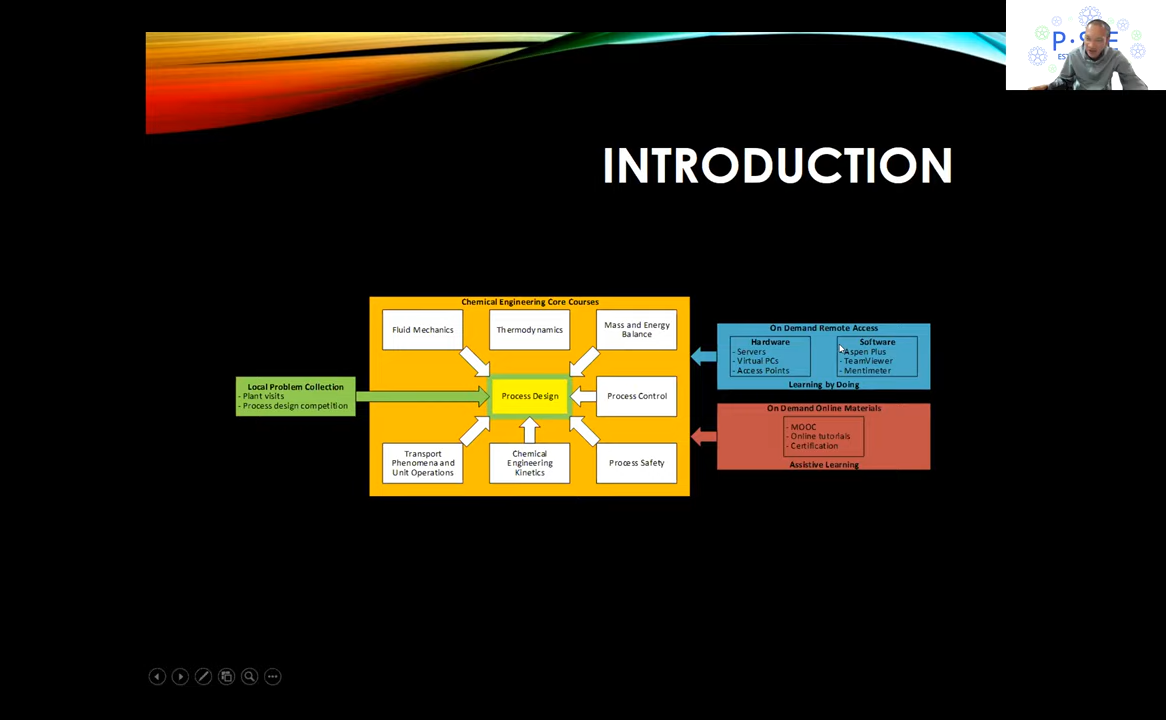 INTRODUCTION
Chemical Engineering Core Courses
Fluid Mechanics
Thermodynamics
Mass and Energy
Balance
Local Problem Collection
- Plant visits
- Process design competition
Process Design
Process Control
Transport
Phenomena and
Unit Operations
Chemical
Engineering
Kinetics
Process Safety
On Demand Remote Access
Hardware
- Servers
- Virtual PCs
- Access Points
Software
- Aspen Plus
- TeamViewer
- Mentimeter
Learning by Doing
On Demand Online Materials
- MOOC
- Online tutorials
- Certification
Assistive Learning